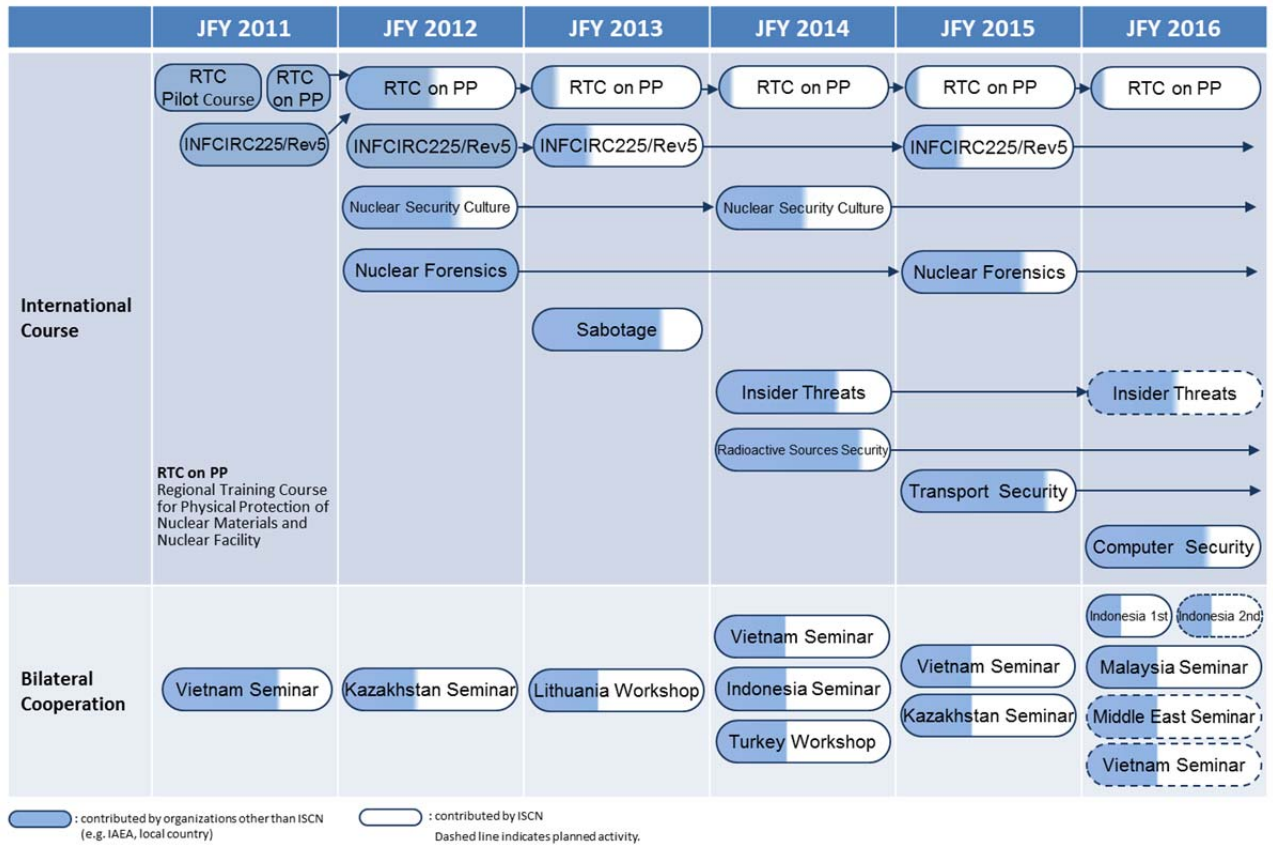 JFY 2011 JFY 2012 JFY 2013 JFY 2014 JFY 2015 JFY 2016
International
Course
RTC
Pilot Course
RTC
on PP
RTC on PP
RTC on PP
RTC on PP
RTC on PP
RTC on PP
INFCIRC225/Rev5
INFCIRC225/Rev5
INFCIRC225/Rev5
INFCIRC225/Rev5
Nuclear Security Culture
Nuclear Security Culture
Nuclear Forensics
Nuclear Forensics
Sabotage
Insider Threats
Insider Threats
Radioactive Sources Security
Transport Security
Computer Security
RTC on PP
Regional Training Course
for Physical Protection of
Nuclear Materials and
Nuclear Facility
Bilateral
Cooperation
Vietnam Seminar
Kazakhstan Seminar
Lithuania Workshop
Vietnam Seminar
Indonesia Seminar
Turkey Workshop
Vietnam Seminar
Kazakhstan Seminar
Indonesia 1st
Indonesia 2nd
Malaysia Seminar
Middle East Seminar
Vietnam Seminar
: contributed by organizations other than ISCN
(e.g. IAEA, local country)
: contributed by ISCN
Dashed line indicates planned activity.